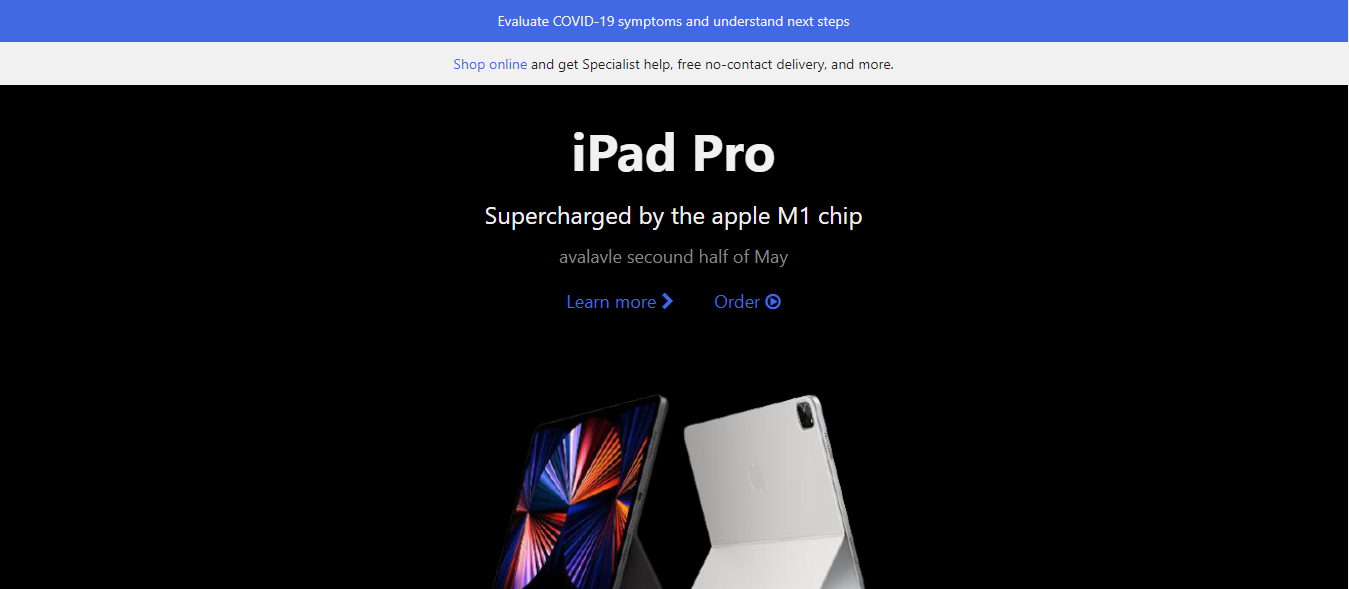 Evaluate COVID-19 symptoms and understand next steps
Shop online and get Specialist help, free no-contact delivery, and more.
iPad Pro
Supercharged by the apple M1 chip
avalavle secound half of May
Learn more Order